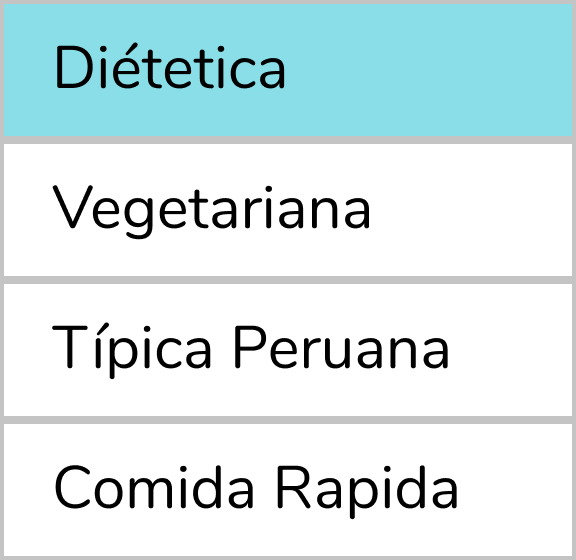 Diétetica
Vegetariana
Típica Peruana
Comida Rapida